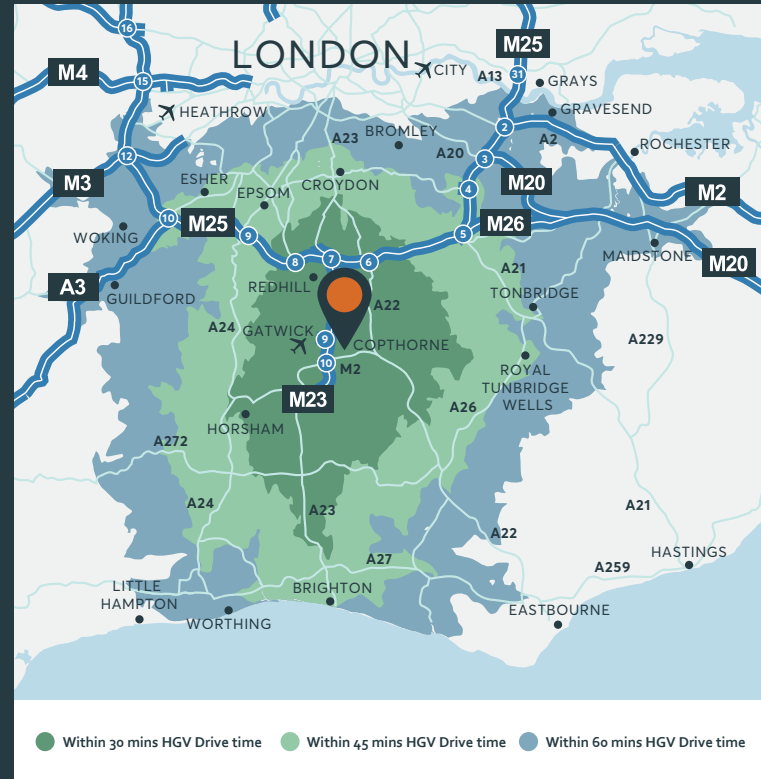 16
M25
LONDON
M4
CITY
A13
31
15
GRAYS
HEATHROW
GRAVESEND
2
A23
BROMLEY
A2
ROCHESTER
12
A20
3
M3
ESHER
EPSOM
CROYDON
4
M20
M2
10
M25
M26
WOKING
9
5
MAIDSTONE
8
7
6
M20
A3
REDHILL
A21
GUILDFORD
TONBRIDGE
A22
A24
GATWICK
9
COPTHORNE
A229
10
M2
ROYAL
TUNBRIDGE
WELLS
M23
A26
HORSHAM
A272
A24
A23
A21
A22
HASTINGS
A27
A259
LITTLE
HAMPTON
BRIGHTON
WORTHING
EASTBOURNE
Within 30 mins HGV Drive time
Within 45 mins HGV Drive time
Within 60 mins HGV Drive time